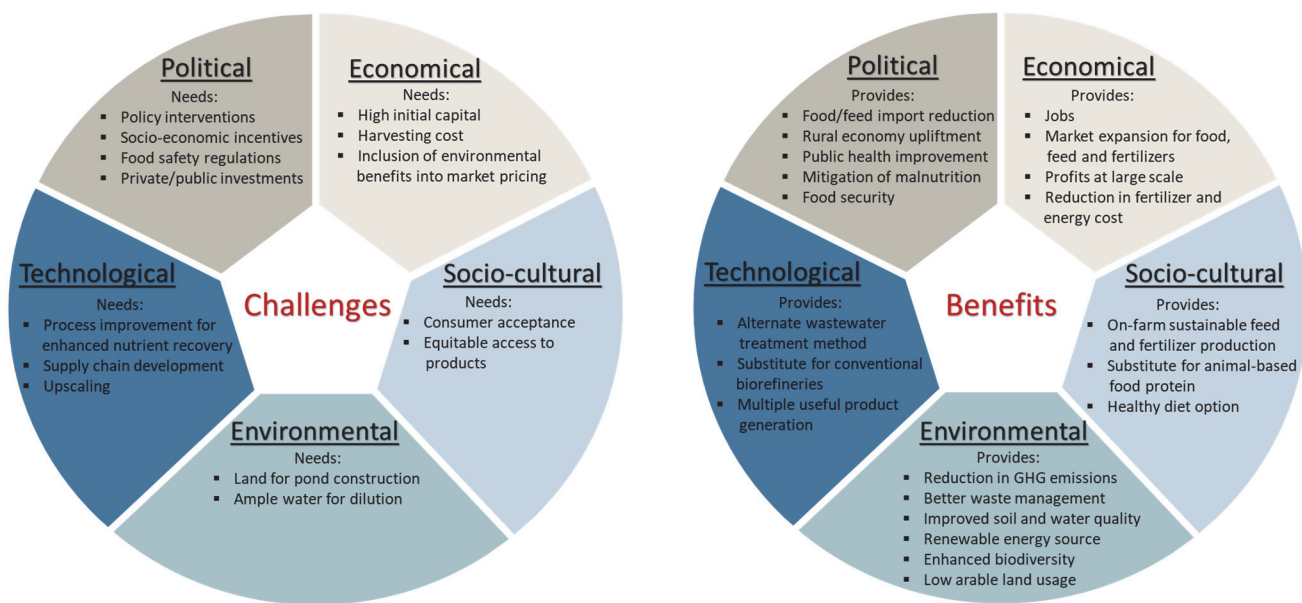 Political
Needs:
▪ Policy interventions
▪ Socio-economic incentives
▪ Food safety regulations
▪ Private/public investments
Economical
Needs:
▪ High initial capital
▪ Harvesting cost
▪ Inclusion of environmental
benefits into market pricing
Technological
Needs:
▪ Process improvement for
enhanced nutrient recovery
▪ Supply chain development
▪ Upscaling
Challenges
Socio-cultural
Needs:
▪ Consumer acceptance
▪ Equitable access to
products
Environmental
Needs:
▪ Land for pond construction
▪ Ample water for dilution
Political
Provides:
▪ Food/feed import reduction
▪ Rural economy upliftment
▪ Public health improvement
▪ Mitigation of malnutrition
▪ Food security
Economical
Provides:
▪ Jobs
▪ Market expansion for food,
feed and fertilizers
▪ Profits at large scale
▪ Reduction in fertilizer and
energy cost
Technological
Provides:
▪ Alternate wastewater
treatment method
▪ Substitute for conventional
biorefineries
▪ Multiple useful product
generation
Benefits
Socio-cultural
Provides:
▪ On-farm sustainable feed
and fertilizer production
▪ Substitute for animal-based
food protein
▪ Healthy diet option
Environmental
Provides:
▪ Reduction in GHG emissions
▪ Better waste management
▪ Improved soil and water quality
▪ Renewable energy source
▪ Enhanced biodiversity
▪ Low arable land usage